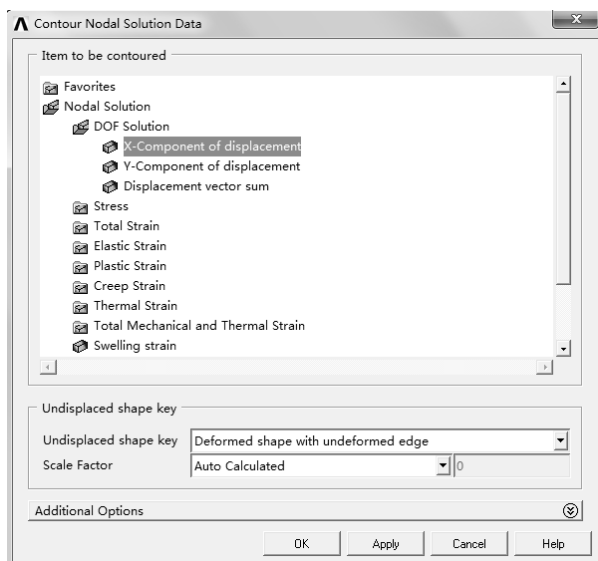 Contour Nodal Solution Data
Item to be contoured
Favorites
Nodal Solution
DOF Solution
X-Component of displacement
Y-Component of displacement
Displacement vector sum
Stress
Total Strain
Elastic Strain
Plastic Strain
Creep Strain
Thermal Strain
Total Mechanical and Thermal Strain
Swelling strain
Undisplaced shape key
Undisplaced shape key Deformed shape with undeformed edge
Scale Factor Auto Calculated 0
Additional Options
OK Apply Cancel Help